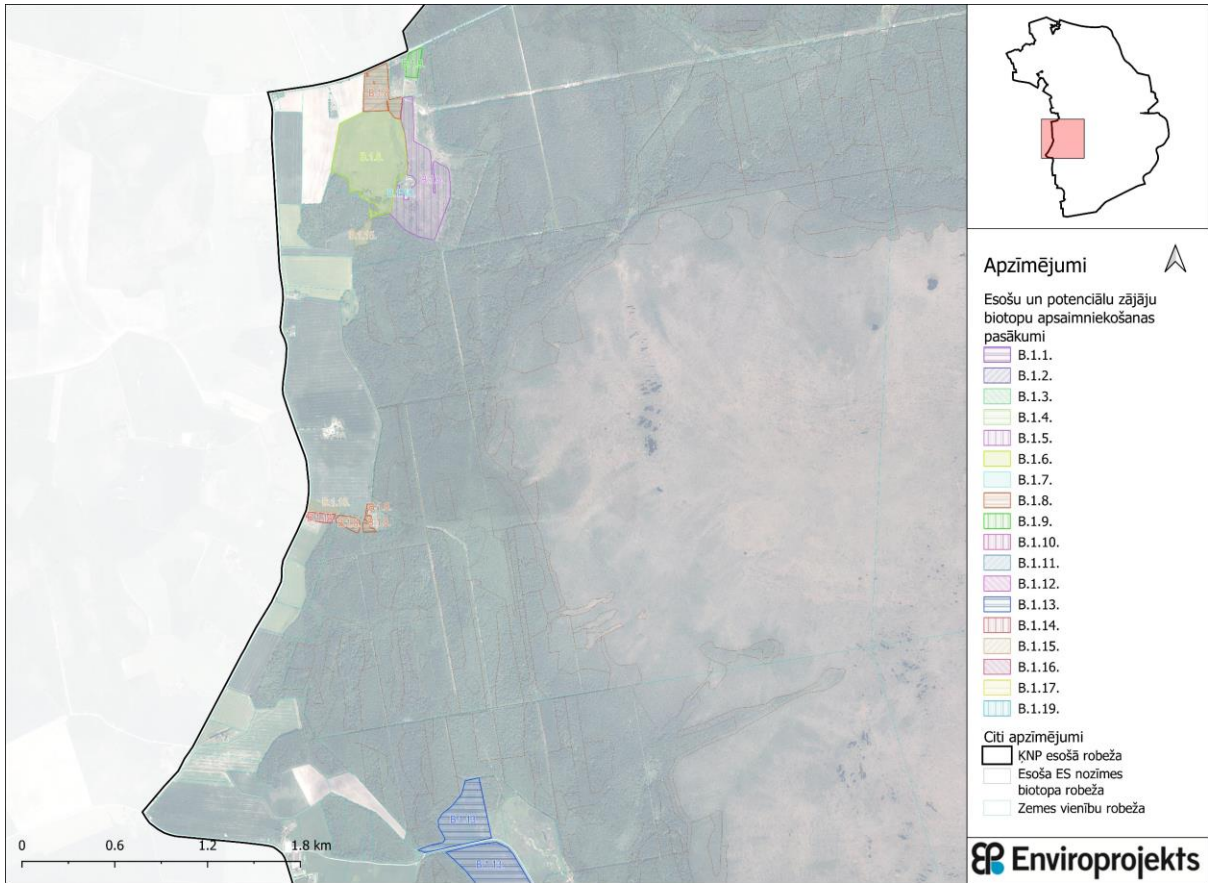 B.1.6.
0 0.6 1.2 1.8 km
Apzīmējumi
Esošu un potenciālu zājāju
biotopu apsaimniekošanas
pasākumi
B.1.1.
B.1.2.
B.1.3.
B.1.4.
B.1.5.
B.1.6.
B.1.7.
B.1.8.
B.1.9.
B.1.10.
B.1.11.
B.1.12.
B.1.13.
B.1.14.
B.1.15.
B.1.16.
B.1.17.
B.1.19.
Citi apzīmējumi
ĶNP esošā robeža
Esoša ES nozīmes
biotopa robeža
Zemes vienību robeža
Enviroprojekts